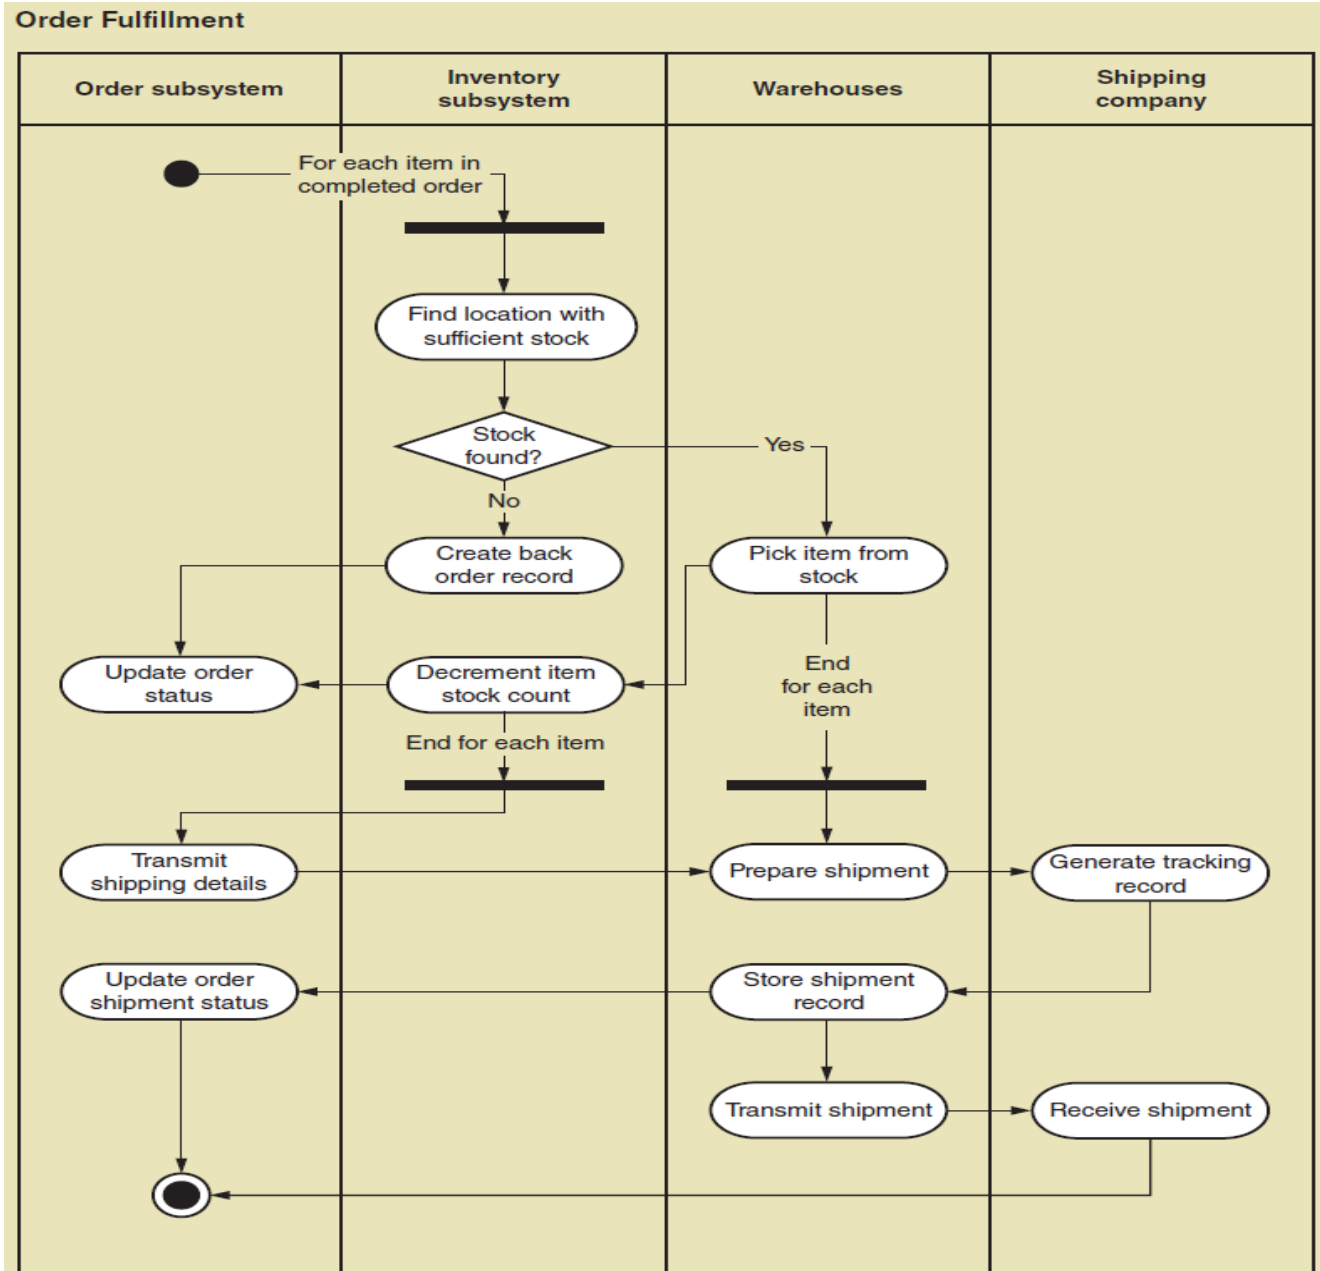 Order Fulfillment
Order subsystem
Inventory
subsystem
Warehouses
Shipping
company
For each item in
completed order
Find location with
sufficient stock
Stock
found?
Yes
No
Create back
order record
Pick item from
stock
Update order
status
Decrement item
stock count
End
for each
item
End for each item
Transmit
shipping details
Prepare shipment
Generate tracking
record
Update order
shipment status
Store shipment
record
Transmit shipment
Receive shipment